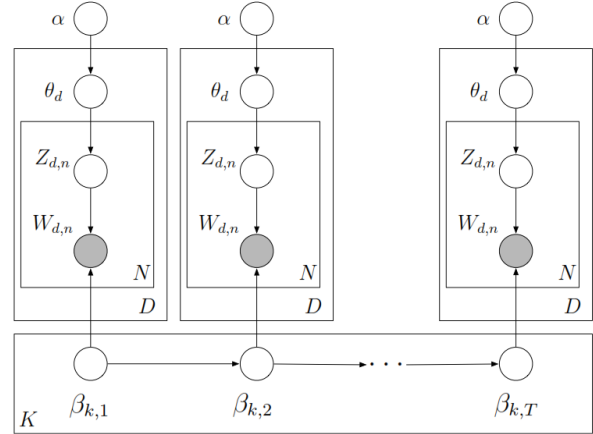 α α α
θ_d θ_d θ_d
Z_{d,n} Z_{d,n} Z_{d,n}
W_{d,n} W_{d,n} W_{d,n}
N N N
D D D
· · ·
β_{k,1} β_{k,2} β_{k,T}
K